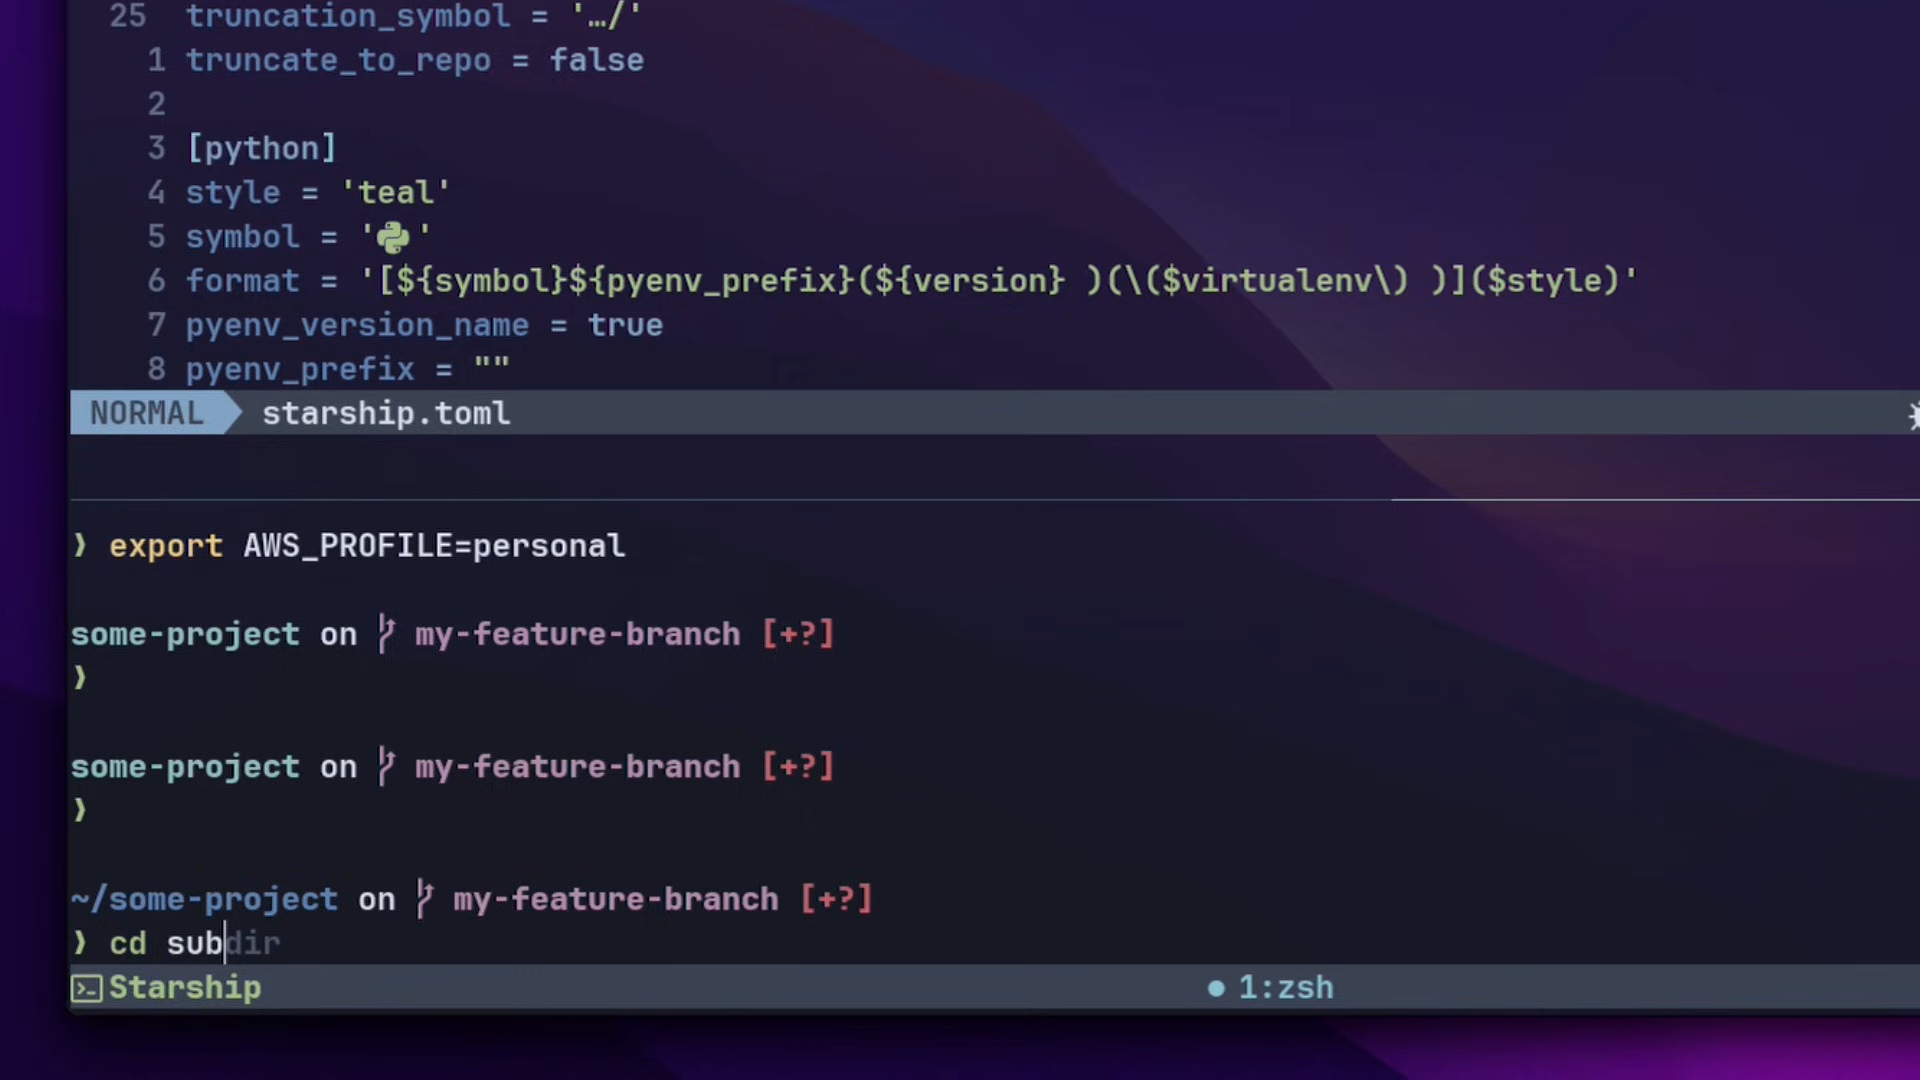 25 truncation_symbol = '…/'
1 truncate_to_repo = false
2
3 [python]
4 style = 'teal'
5 symbol = ' '
6 format = '[${symbol}${pyenv_prefix}(${version} )(\($virtualenv\) )]($style)'
7 pyenv_version_name = true
8 pyenv_prefix = ""
NORMAL starship.toml
❯ export AWS_PROFILE=personal
some-project on my-feature-branch [+?]
❯
some-project on my-feature-branch [+?]
❯
~/some-project on my-feature-branch [+?]
❯ cd subdir
Starship ● 1:zsh